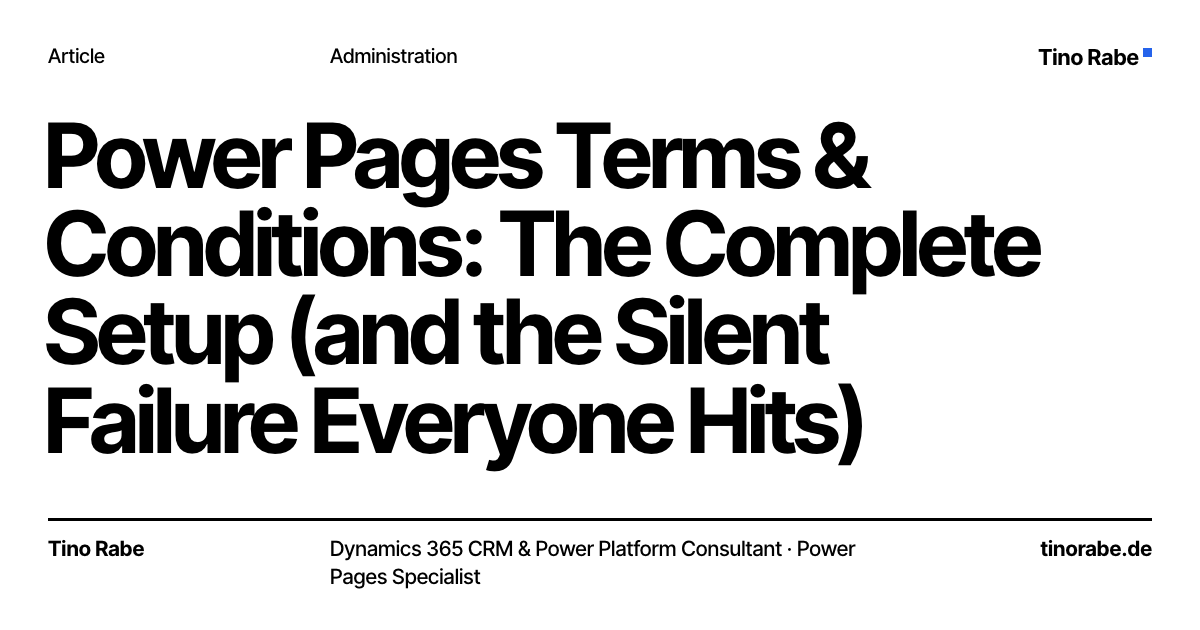 Article
Administration
Tino Rabe
Power Pages Terms &
Conditions: The Complete
Setup (and the Silent
Failure Everyone Hits)
Tino Rabe
Dynamics 365 CRM & Power Platform Consultant · Power
Pages Specialist
tinorabe.de